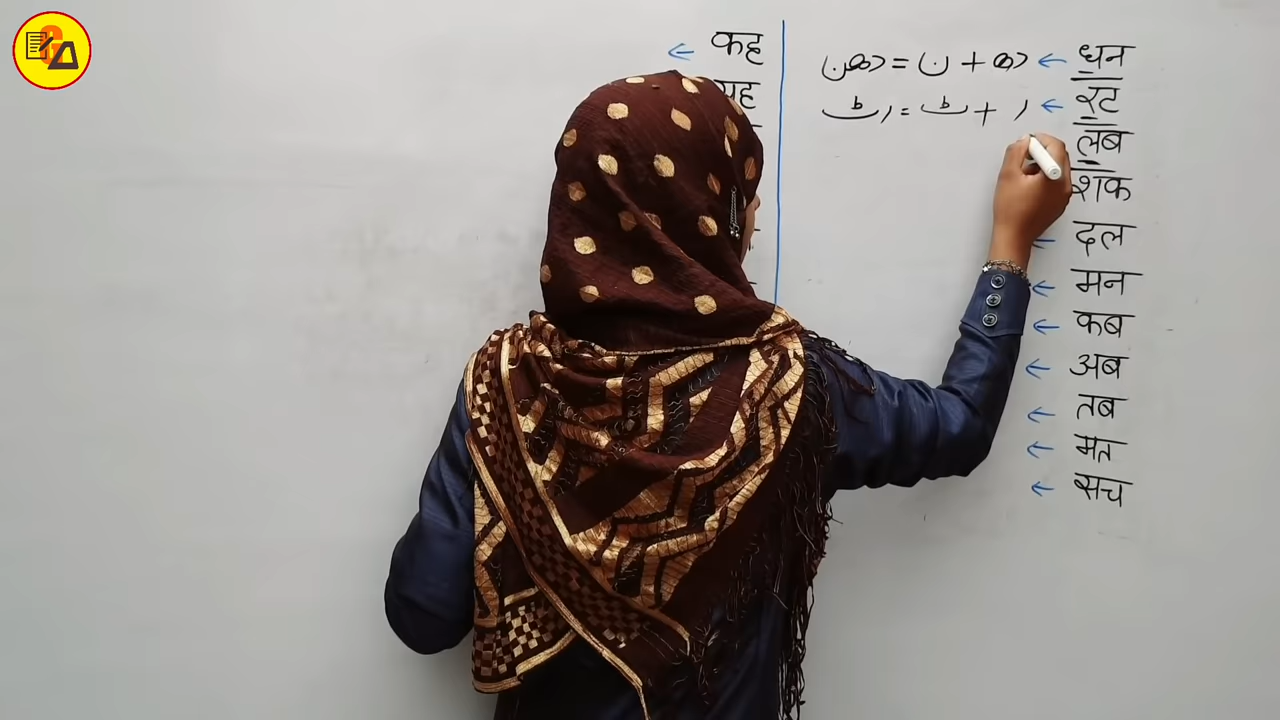 धन ← دھ + ن = دھن
रट ← ر + ٹ = رٹ
लब
शक
दल ←
मन ←
कब ←
अब ←
तब ←
मत ←
सच ←
कह ←